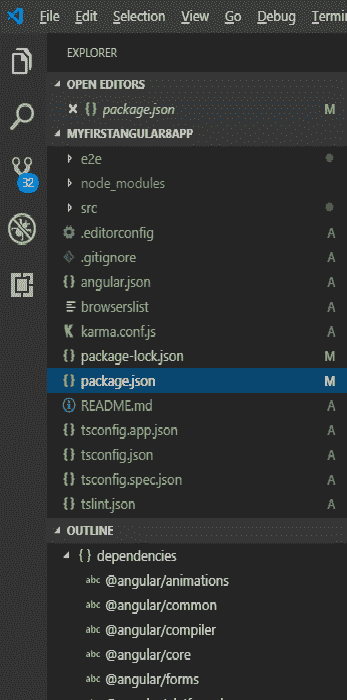 File Edit Selection View Go Debug
EXPLORER
OPEN EDITORS
{} package.json M
MYFIRSTANGULAR8APP
e2e
node_modules
src
.editorconfig A
.gitignore A
{} angular.json A
browserslist A
K karma.conf.js A
32
{} package-lock.json M
{} package.json M
README.md A
{} tsconfig.app.json A
{} tsconfig.json A
{} tsconfig.spec.json A
{} tslint.json A
OUTLINE
{} dependencies
abc @angular/animations
abc @angular/common
abc @angular/compiler
abc @angular/core
abc @angular/forms